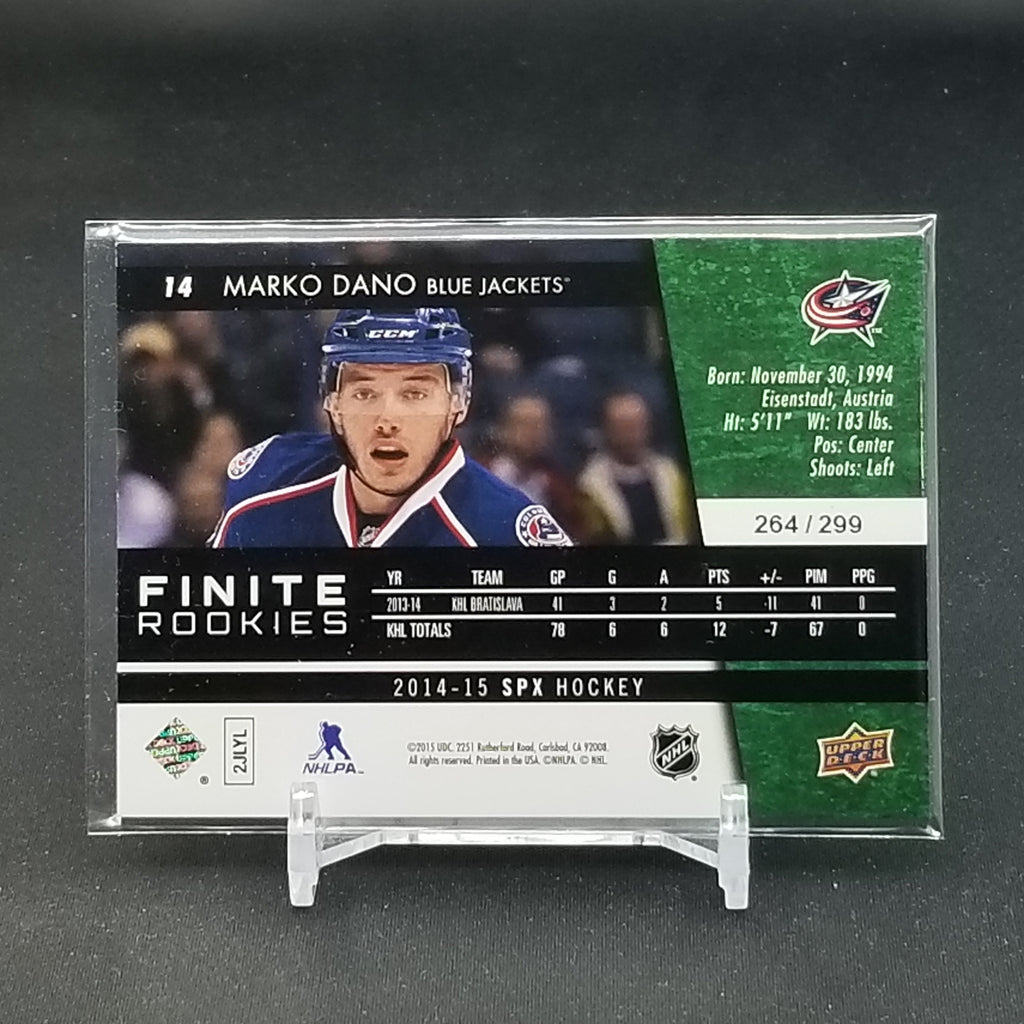 14 MARKO DANO BLUE JACKETS™
CCM
Born: November 30, 1994
Eisenstadt, Austria
Ht: 5'11" Wt: 183 lbs.
Pos: Center
Shoots: Left
264 / 299
FINITE
ROOKIES
YR TEAM GP G A PTS +/- PIM PPG
2013-14 KHL BRATISLAVA 41 3 2 5 -11 41 0
KHL TOTALS 78 6 6 12 -7 67 0
2014-15 SPX HOCKEY
®
2JLYL
NHLPA™
©2015 UDC. 2251 Rutherford Road, Carlsbad, CA 92008.
All rights reserved. Printed in the USA. ©NHLPA. © NHL.
NHL
UPPER
DECK